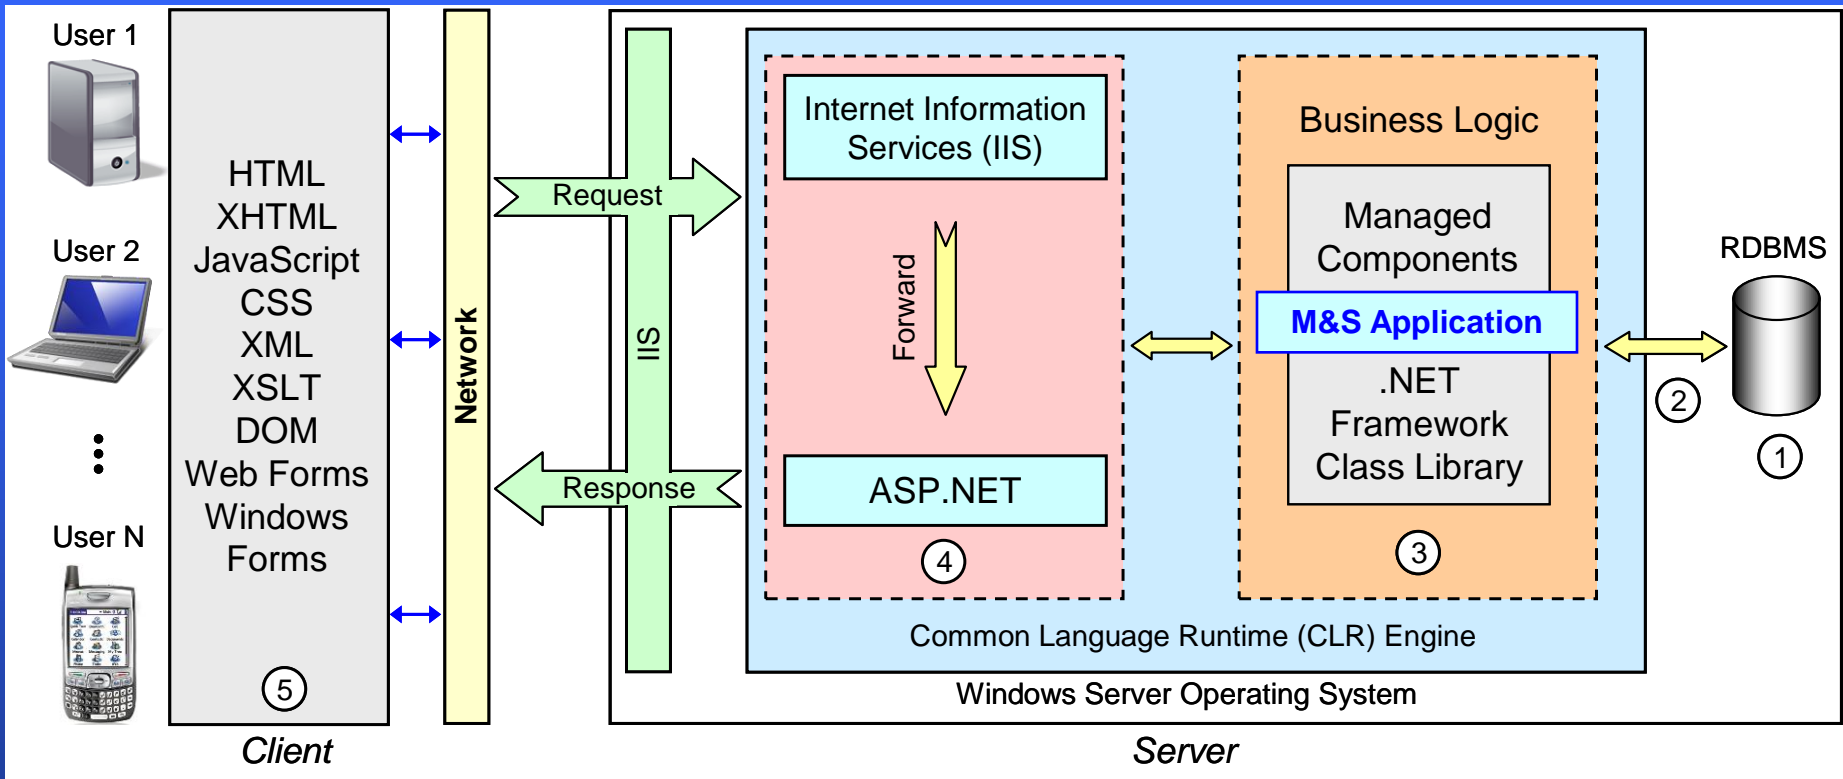 User 1
User 2
User N
HTML
XHTML
JavaScript
CSS
XML
XSLT
DOM
Web Forms
Windows
Forms
5
Client
Network
Request
Response
IIS
Internet Information
Services (IIS)
Forward
ASP.NET
4
Business Logic
Managed
Components
M&S Application
.NET
Framework
Class Library
3
Common Language Runtime (CLR) Engine
Windows Server Operating System
RDBMS
2
1
Server